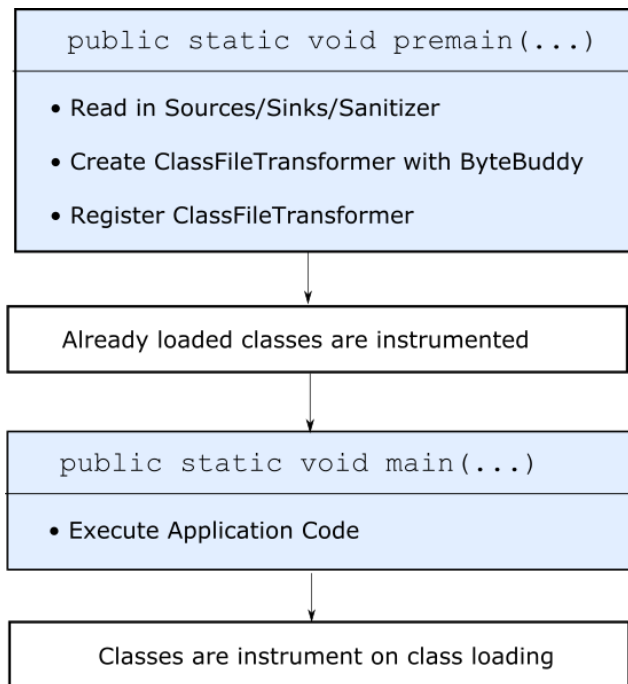 public static void premain(...)
• Read in Sources/Sinks/Sanitizer
• Create ClassFileTransformer with ByteBuddy
• Register ClassFileTransformer
Already loaded classes are instrumented
public static void main(...)
• Execute Application Code
Classes are instrument on class loading